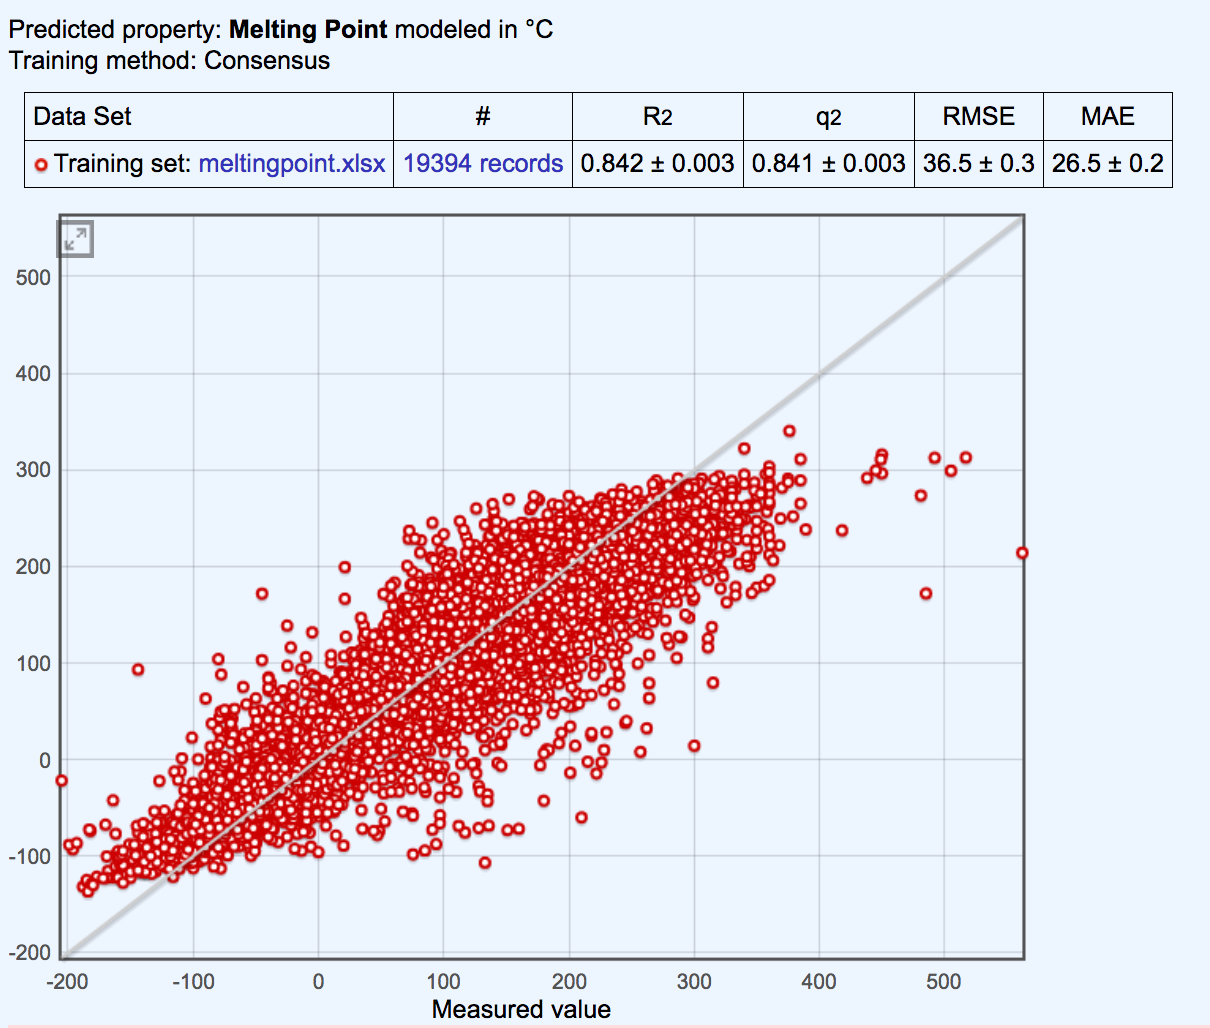 Predicted property: Melting Point modeled in °C
Training method: Consensus
Data Set # R2 q2 RMSE MAE
Training set: meltingpoint.xlsx 19394 records 0.842 ± 0.003 0.841 ± 0.003 36.5 ± 0.3 26.5 ± 0.2
500
400
300
200
100
0
-100
-200
-200 -100 0 100 200 300 400 500
Measured value